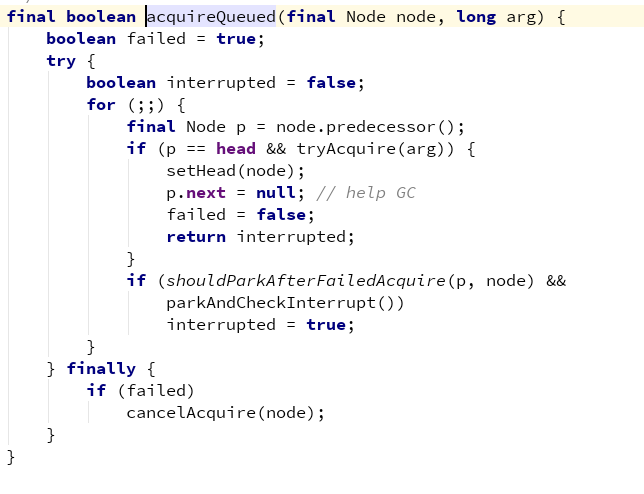 final boolean acquireQueued(final Node node, long arg) {
    boolean failed = true;
    try {
        boolean interrupted = false;
        for (;;) {
            final Node p = node.predecessor();
            if (p == head && tryAcquire(arg)) {
                setHead(node);
                p.next = null; // help GC
                failed = false;
                return interrupted;
            }
            if (shouldParkAfterFailedAcquire(p, node) &&
                parkAndCheckInterrupt())
                interrupted = true;
        }
    } finally {
        if (failed)
            cancelAcquire(node);
    }
}